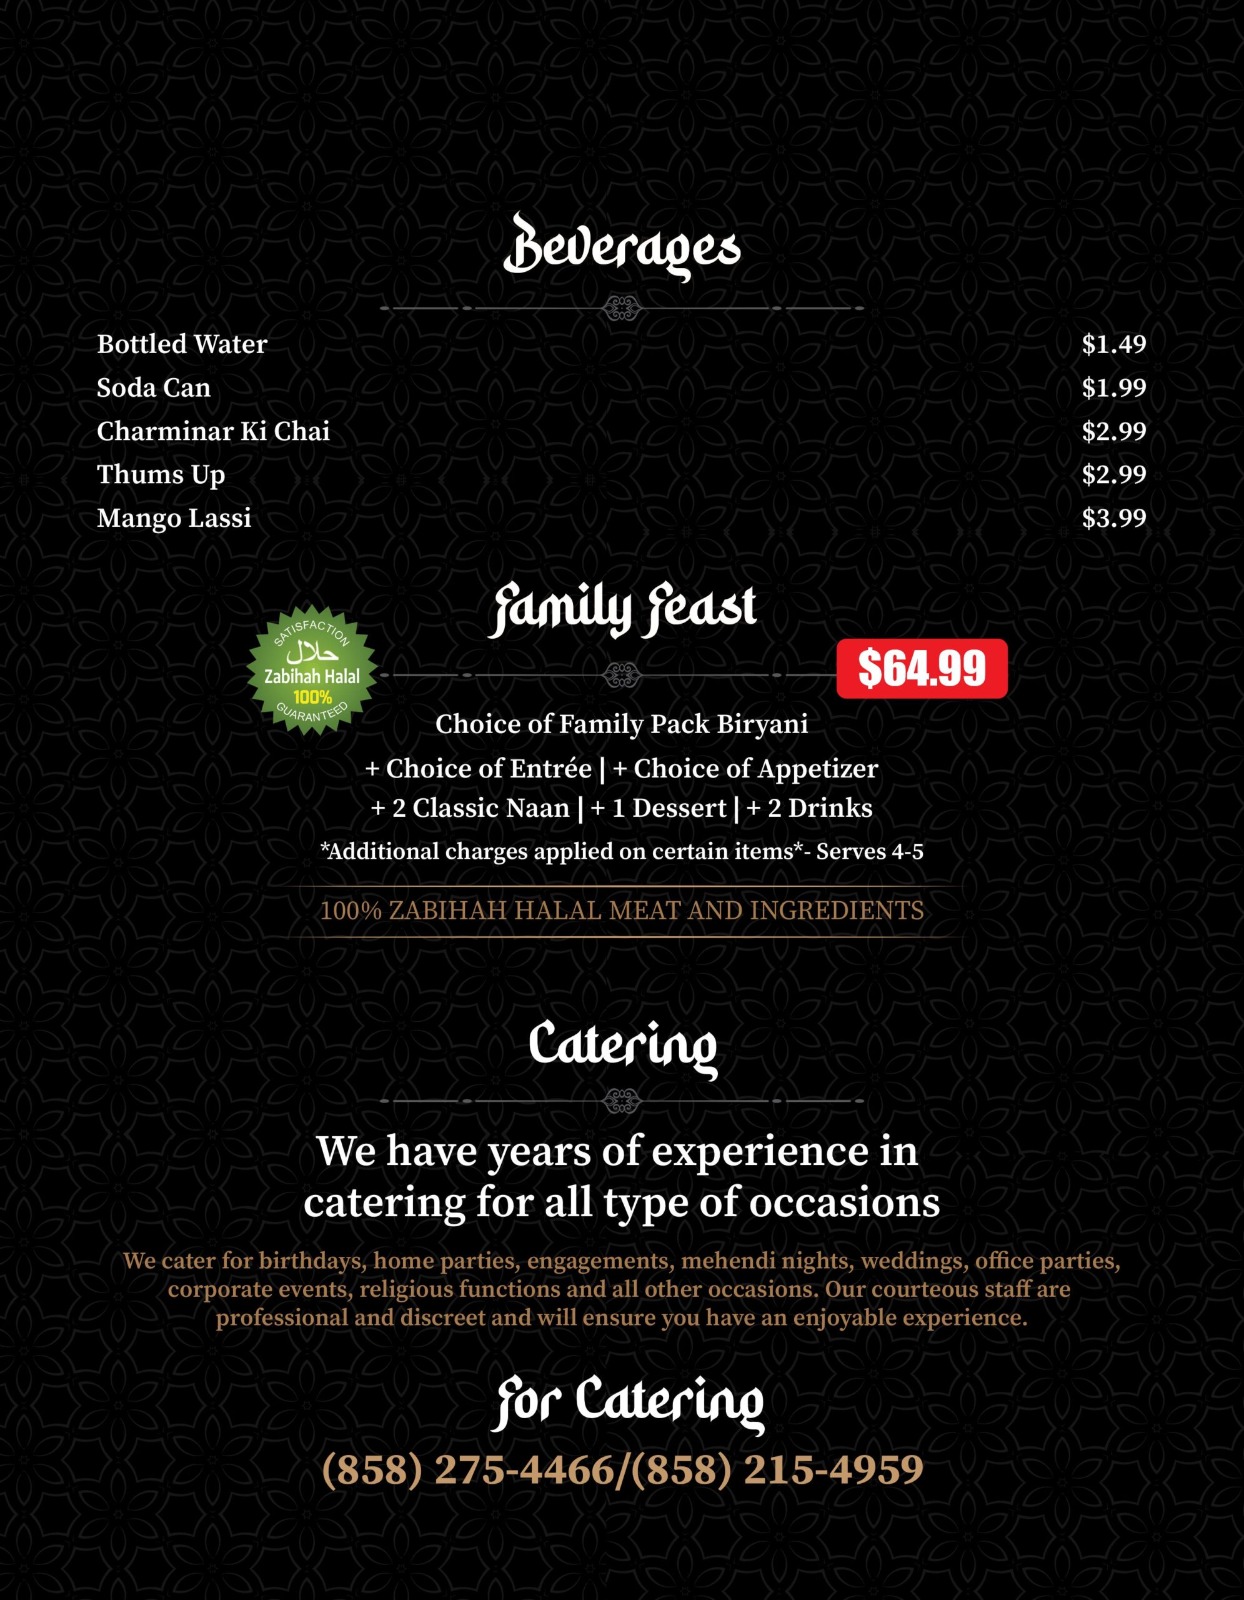 Beverages
Bottled Water $1.49
Soda Can $1.99
Charminar Ki Chai $2.99
Thums Up $2.99
Mango Lassi $3.99
Family Feast
SATISFACTION
حلال
Zabihah Halal
100%
GUARANTEED
$64.99
Choice of Family Pack Biryani
+ Choice of Entrée | + Choice of Appetizer
+ 2 Classic Naan | + 1 Dessert | + 2 Drinks
*Additional charges applied on certain items*- Serves 4-5
100% ZABIHAH HALAL MEAT AND INGREDIENTS
Catering
We have years of experience in
catering for all type of occasions
We cater for birthdays, home parties, engagements, mehendi nights, weddings, office parties,
corporate events, religious functions and all other occasions. Our courteous staff are
professional and discreet and will ensure you have an enjoyable experience.
For Catering
(858) 275-4466/(858) 215-4959